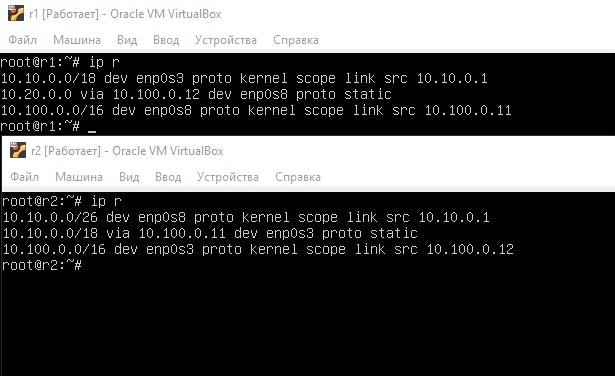 r1 [Работает] - Oracle VM VirtualBox
Файл Машина Вид Ввод Устройства Справка
root@r1:~# ip r
10.10.0.0/18 dev enp0s3 proto kernel scope link src 10.10.0.1
10.20.0.0 via 10.100.0.12 dev enp0s8 proto static
10.100.0.0/16 dev enp0s8 proto kernel scope link src 10.100.0.11
root@r1:~# _
r2 [Работает] - Oracle VM VirtualBox
Файл Машина Вид Ввод Устройства Справка
root@r2:~# ip r
10.10.0.0/26 dev enp0s8 proto kernel scope link src 10.10.0.1
10.10.0.0/18 via 10.100.0.11 dev enp0s3 proto static
10.100.0.0/16 dev enp0s3 proto kernel scope link src 10.100.0.12
root@r2:~#